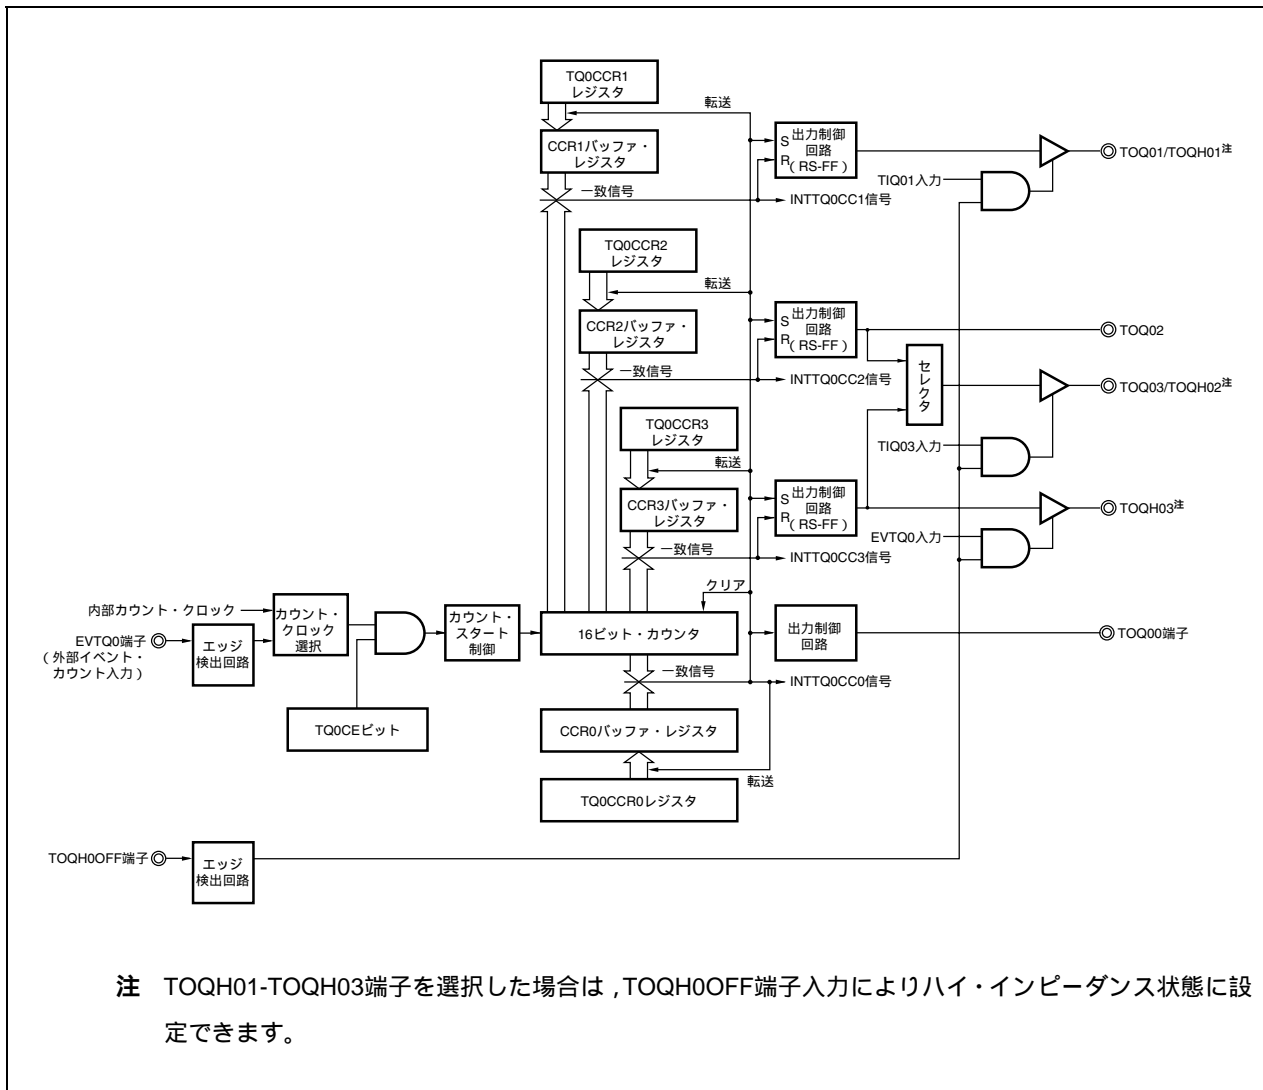 TQ0CCR1
レジスタ
転送
CCR1バッファ・
レジスタ
S 出力制御
回路
R ( RS-FF )
TOQ01/TOQH01注
TIQ01入力
一致信号
INTTQ0CC1信号
TQ0CCR2
レジスタ
転送
CCR2バッファ・
レジスタ
S 出力制御
回路
R ( RS-FF )
TOQ02
一致信号
INTTQ0CC2信号
セレクタ
TOQ03/TOQH02注
TQ0CCR3
レジスタ
TIQ03入力
転送
CCR3バッファ・
レジスタ
S 出力制御
回路
R ( RS-FF )
TOQH03注
EVTQ0入力
一致信号
INTTQ0CC3信号
クリア
内部カウント・クロック
EVTQ0端子
( 外部イベント・
カウント入力 )
エッジ
検出回路
カウント・
クロック
選択
カウント・
スタート
制御
16ビット・カウンタ
出力制御
回路
TOQ00端子
一致信号
INTTQ0CC0信号
TQ0CEビット
CCR0バッファ・レジスタ
転送
TQ0CCR0レジスタ
TOQH0OFF端子
エッジ
検出回路
注 TOQH01-TOQH03端子を選択した場合は，TOQH0OFF端子入力によりハイ・インピーダンス状態に設
定できます。